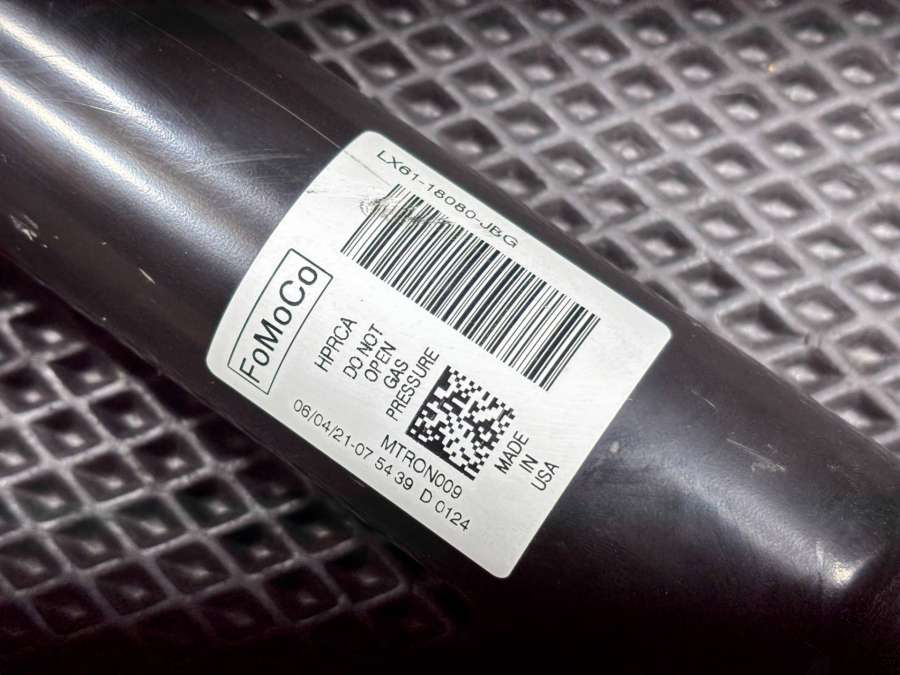 LX61-18080-JBG
FoMoCo
HPRCA
DO NOT
OPEN
GAS
PRESSURE
MADE
IN
USA
MTRON009
06/04/21-07 54 39 D 0124